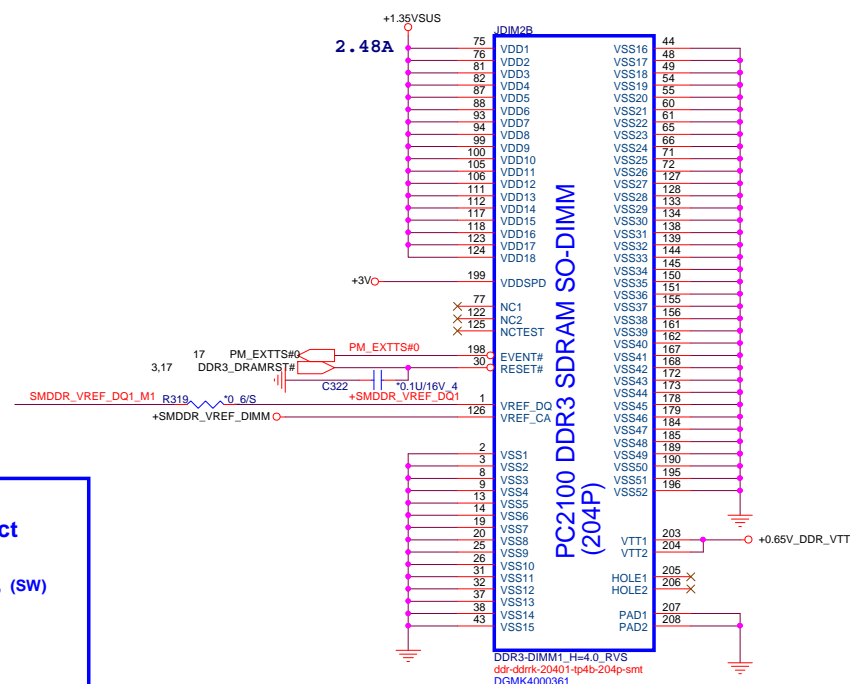 +1.35VSUS
2.48A
JDIM2B
75 VDD1 VSS16 44
76 VDD2 VSS17 48
81 VDD3 VSS18 49
82 VDD4 VSS19 54
87 VDD5 VSS20 55
88 VDD6 VSS21 60
93 VDD7 VSS22 61
94 VDD8 VSS23 65
99 VDD9 VSS24 66
100 VDD10 VSS25 71
105 VDD11 VSS26 72
106 VDD12 VSS27 127
111 VDD13 VSS28 128
112 VDD14 VSS29 133
117 VDD15 VSS30 134
118 VDD16 VSS31 138
123 VDD17 VSS32 139
124 VDD18 VSS33 144
VSS34 145
+3V 199 VDDSPD VSS35 150
VSS36 151
77 NC1 VSS37 155
122 NC2 VSS38 156
125 NCTEST VSS39 161
VSS40 162
17 PM_EXTTS#0 PM_EXTTS#0 198 EVENT# VSS41 167
3,17 DDR3_DRAMRST# 30 RESET# VSS42 168
VSS43 172
C322 *0.1U/16V_4 VSS44 173
SMDDR_VREF_DQ1_M1 R319 *0_6/S +SMDDR_VREF_DQ1 1 VREF_DQ VSS45 178
+SMDDR_VREF_DIMM 126 VREF_CA VSS46 179
VSS47 184
VSS48 185
2 VSS1 VSS49 189
3 VSS2 VSS50 190
8 VSS3 VSS51 195
9 VSS4 VSS52 196
13 VSS5
14 VSS6
19 VSS7
20 VSS8 VTT1 203 +0.65V_DDR_VTT
25 VSS9 VTT2 204
26 VSS10
31 VSS11 HOLE1 205
32 VSS12 HOLE2 206
37 VSS13
38 VSS14 PAD1 207
43 VSS15 PAD2 208
PC2100 DDR3 SDRAM SO-DIMM
(204P)
DDR3-DIMM1_H=4.0_RVS
ddr-ddrrk-20401-tp4b-204p-smt
DGMK4000361
ct
(SW)